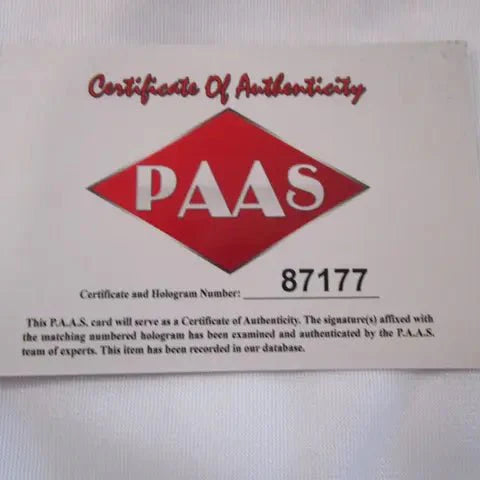 Certificate Of Authenticity
PAAS
Certificate and Hologram Number: 87177
This P.A.A.S. card will serve as a Certificate of Authenticity. The signature(s) affixed with
the matching numbered hologram has been examined and authenticated by the P.A.A.S.
team of experts. This item has been recorded in our database.